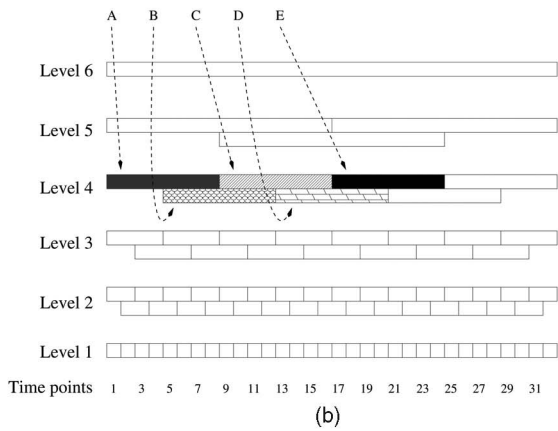 A B C D E
Level 6
Level 5
Level 4
Level 3
Level 2
Level 1
Time points 1 3 5 7 9 11 13 15 17 19 21 23 25 27 29 31
(b)